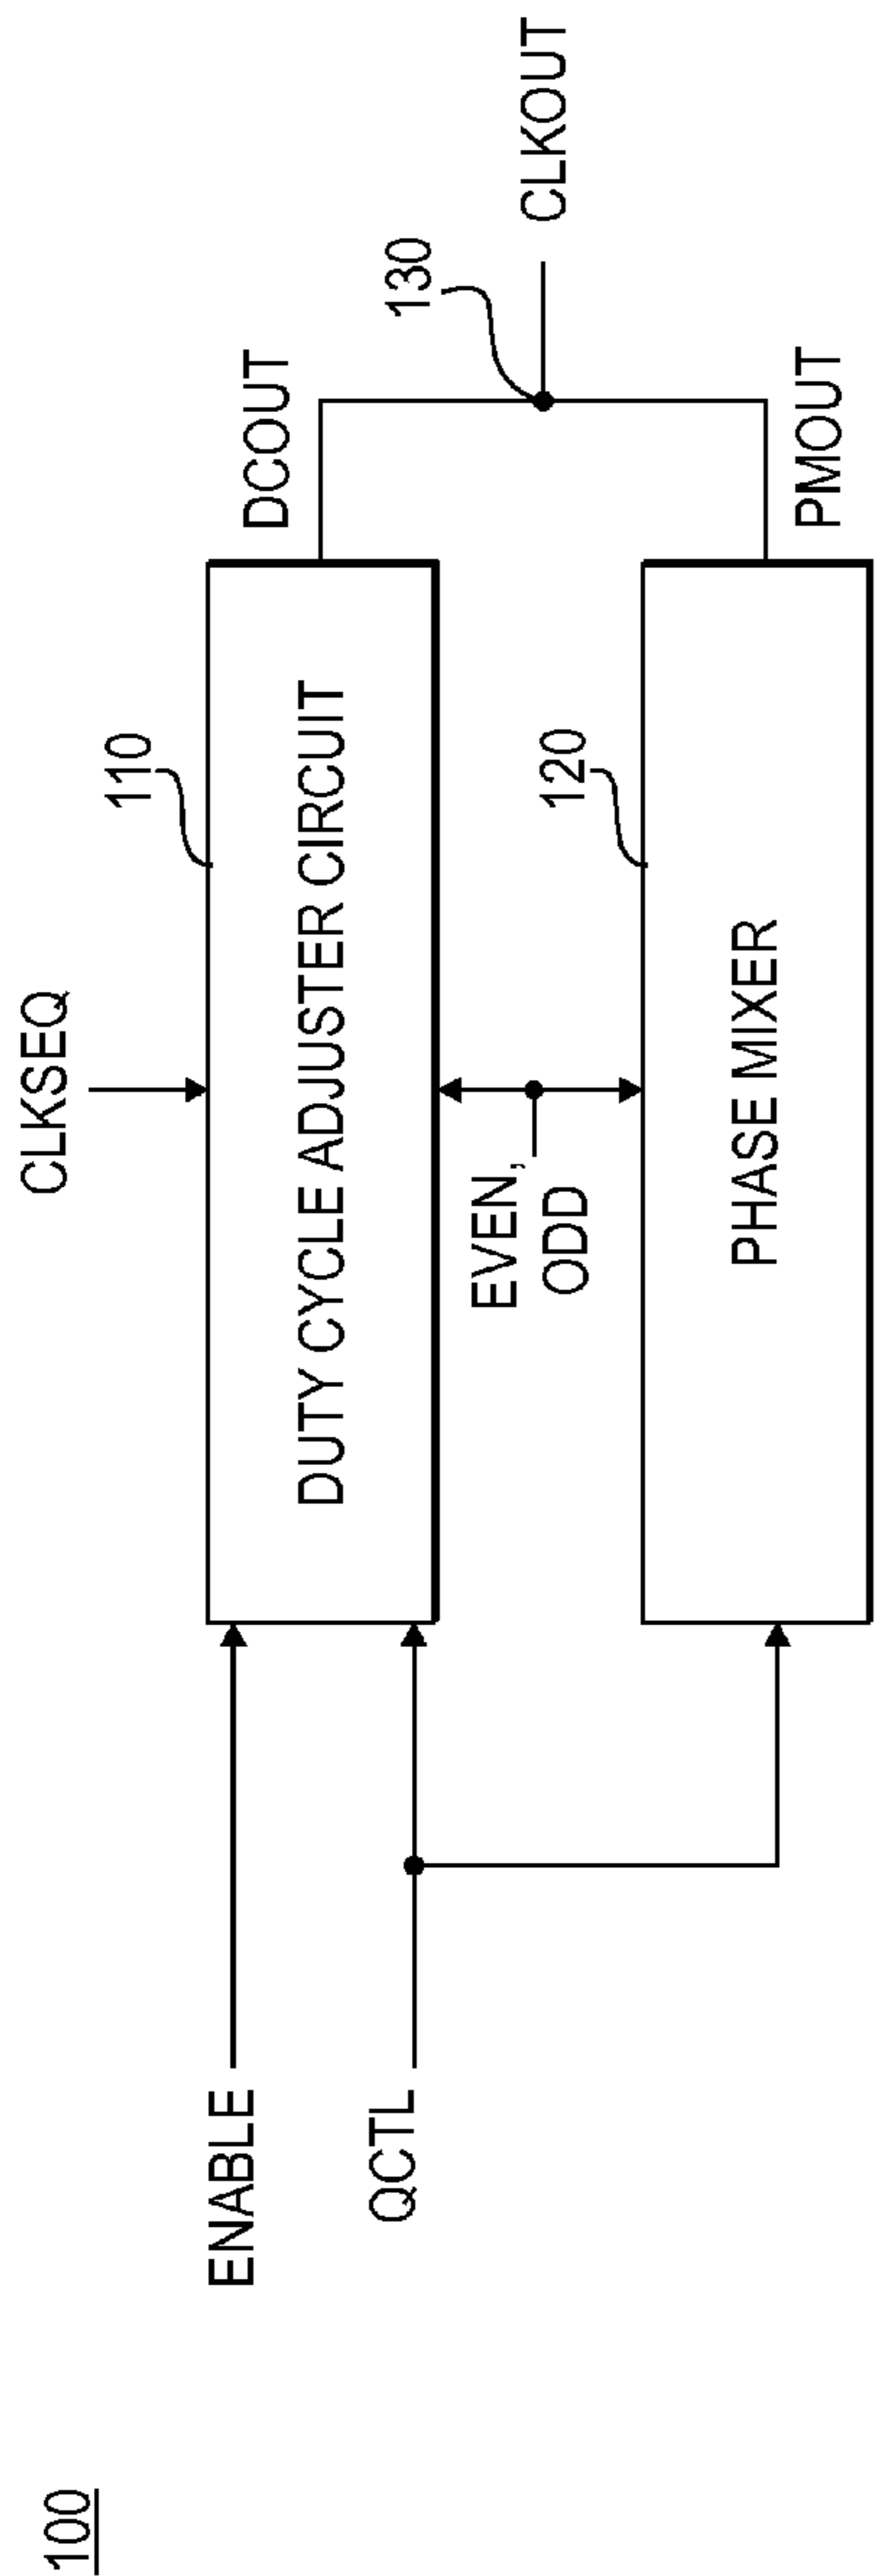 100
CLKSEQ
110
ENABLE
DUTY CYCLE ADJUSTER CIRCUIT
DCOUT
QCTL
130
EVEN,
ODD
CLKOUT
120
PHASE MIXER
PMOUT